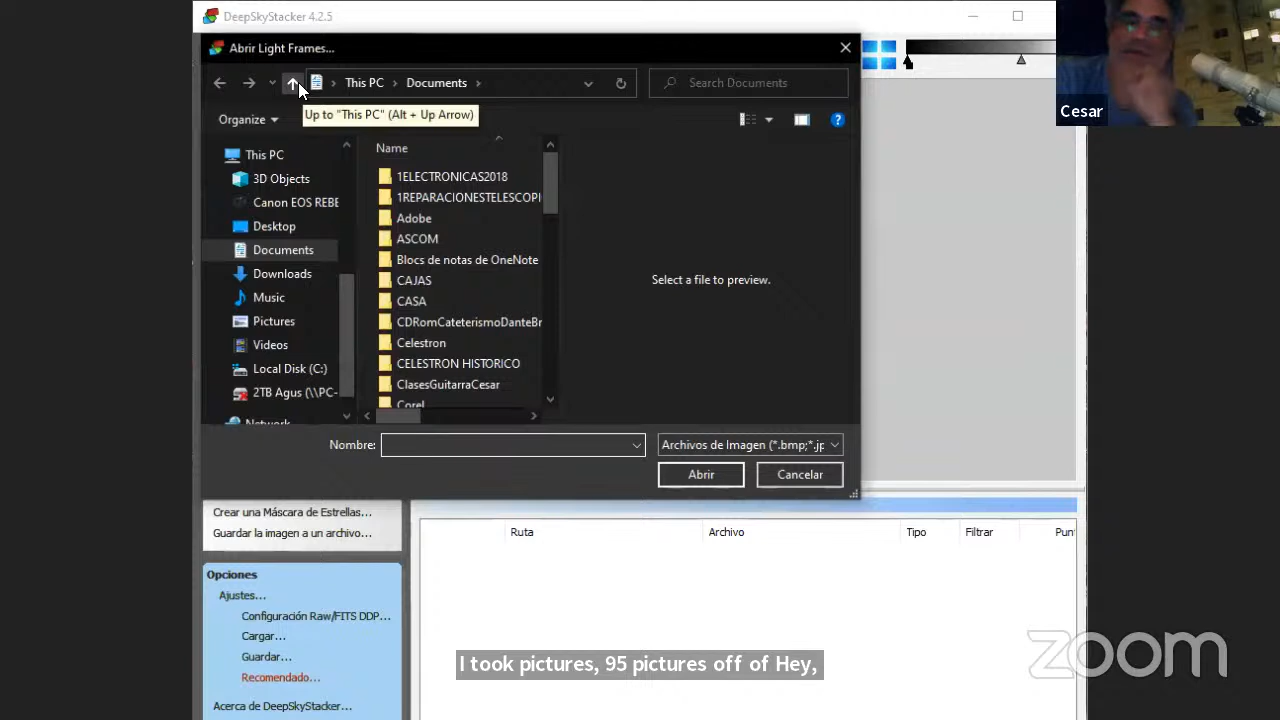 DeepSkyStacker 4.2.5
Abrir Light Frames...
This PC
Documents
Search Documents
Up to "This PC" (Alt + Up Arrow)
Cesar
Organize
This PC
3D Objects
Canon EOS REBE
Desktop
Documents
Downloads
Music
Pictures
Videos
Local Disk (C:)
2TB Agus (\\PC-
Network
Name
1ELECTRONICAS2018
1REPARACIONESTELESCOPI
Adobe
ASCOM
Blocs de notas de OneNote
CAJAS
CASA
CDRomCateterismoDanteBr
Celestron
CELESTRON HISTORICO
ClasesGuitarraCesar
Corel
Select a file to preview.
Nombre:
Archivos de Imagen (*.bmp;*.jp
Abrir
Cancelar
Crear una Máscara de Estrellas...
Guardar la imagen a un archivo...
Opciones
Ajustes...
Configuración Raw/FITS DDP...
Cargar...
Guardar...
Recomendado...
Acerca de DeepSkyStacker...
Ruta
Archivo
Tipo
Filtrar
Pun
I took pictures, 95 pictures off of Hey,
zoom